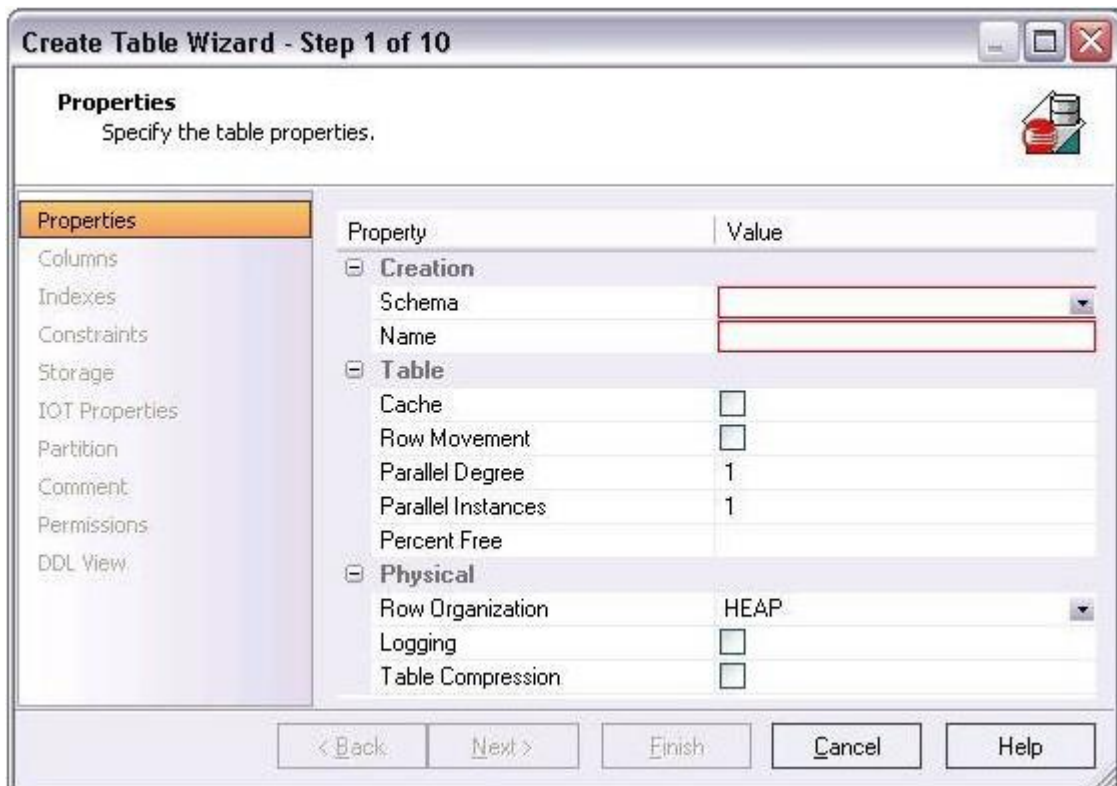 Create Table Wizard - Step 1 of 10
Properties
Specify the table properties.
Properties
Columns
Indexes
Constraints
Storage
IOT Properties
Partition
Comment
Permissions
DDL View
Property Value
Creation
Schema
Name
Table
Cache
Row Movement
Parallel Degree 1
Parallel Instances 1
Percent Free
Physical
Row Organization HEAP
Logging
Table Compression
< Back Next > Finish Cancel Help